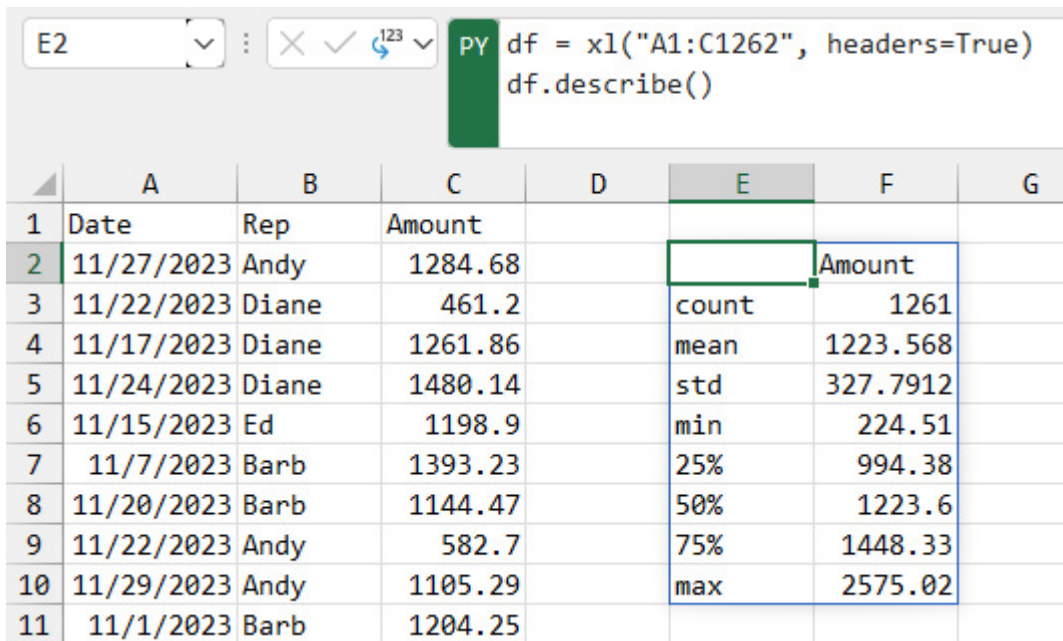 E2 123 PY df = xl("A1:C1262", headers=True)
df.describe()
A B C D E F G
1 Date Rep Amount
2 11/27/2023 Andy 1284.68 Amount
3 11/22/2023 Diane 461.2 count 1261
4 11/17/2023 Diane 1261.86 mean 1223.568
5 11/24/2023 Diane 1480.14 std 327.7912
6 11/15/2023 Ed 1198.9 min 224.51
7 11/7/2023 Barb 1393.23 25% 994.38
8 11/20/2023 Barb 1144.47 50% 1223.6
9 11/22/2023 Andy 582.7 75% 1448.33
10 11/29/2023 Andy 1105.29 max 2575.02
11 11/1/2023 Barb 1204.25